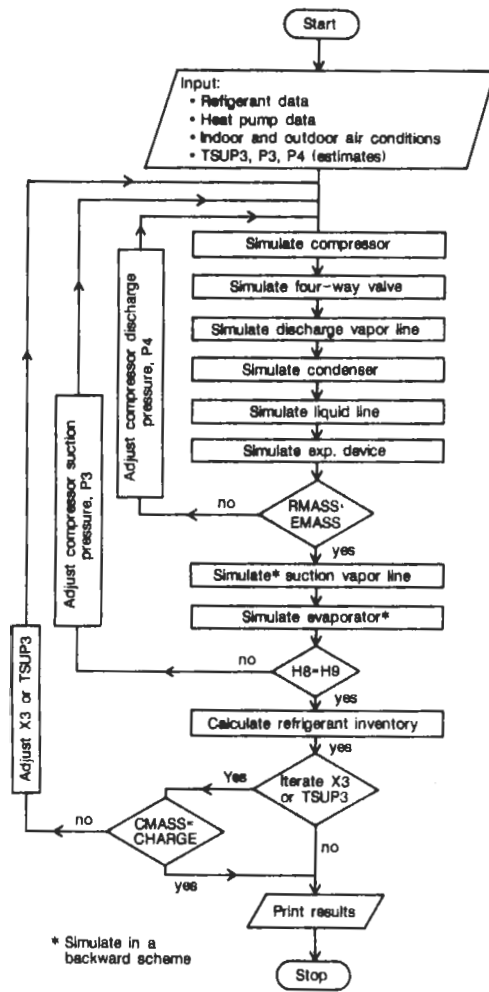 Start
Input:
• Refigerant data
• Heat pump data
• Indoor and outdoor air conditions
• TSUP3, P3, P4 (estimates)
Simulate compressor
Simulate four-way valve
Simulate discharge vapor line
Simulate condenser
Simulate liquid line
Simulate exp. device
Adjust compressor discharge
pressure, P4
no
RMASS=
EMASS
yes
Simulate* suction vapor line
Simulate evaporator*
Adjust compressor suction
pressure, P3
no
H8=H9
yes
Calculate refrigerant inventory
yes
Adjust X3 or TSUP3
Yes
Iterate X3
or TSUP3
no
CMASS=
CHARGE
no
yes
Print results
* Simulate in a
backward scheme
Stop